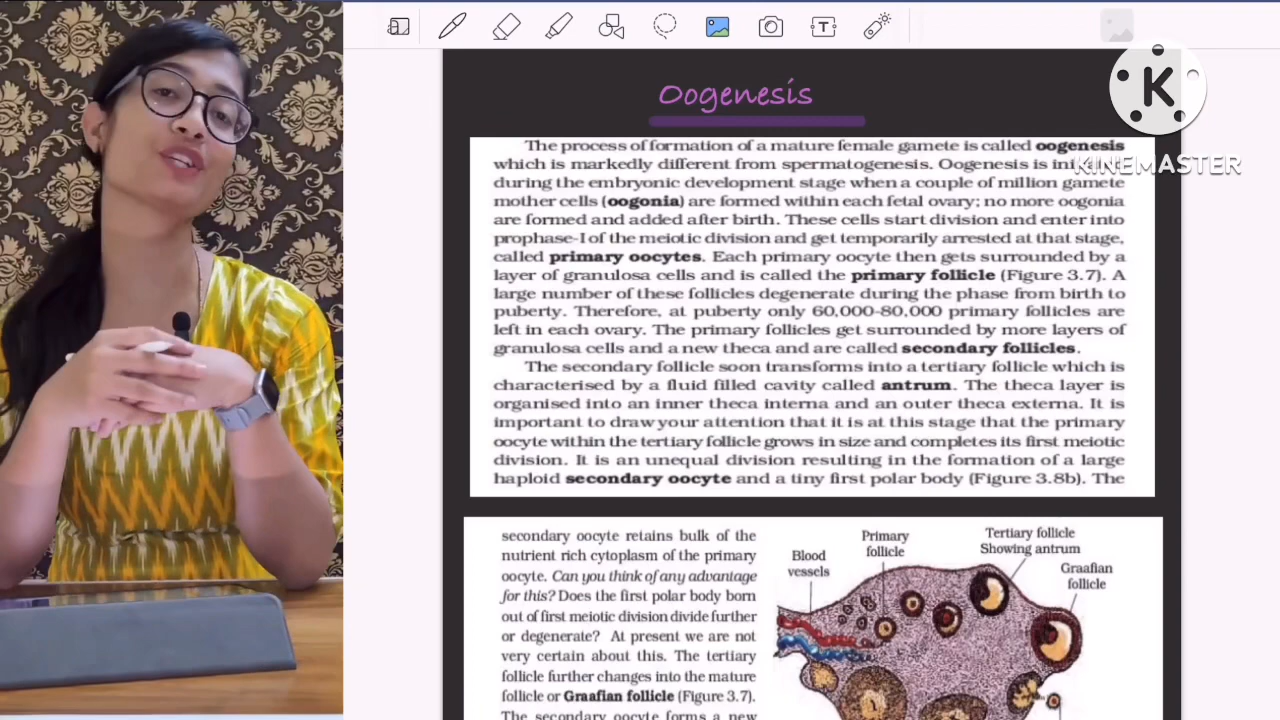 Oogenesis
K
KINEMASTER
The process of formation of a mature female gamete is called oogenesis
which is markedly different from spermatogenesis. Oogenesis is
during the embryonic development stage when a couple of million gamete
mother cells (oogonia) are formed within each fetal ovary; no more oogonia
are formed and added after birth. These cells start division and enter into
prophase-I of the meiotic division and get temporarily arrested at that stage,
called primary oocytes. Each primary oocyte then gets surrounded by a
layer of granulosa cells and is called the primary follicle (Figure 3.7). A
large number of these follicles degenerate during the phase from birth to
puberty. Therefore, at puberty only 60,000-80,000 primary follicles are
left in each ovary. The primary follicles get surrounded by more layers of
granulosa cells and a new theca and are called secondary follicles.
The secondary follicle soon transforms into a tertiary follicle which is
characterised by a fluid filled cavity called antrum. The theca layer is
organised into an inner theca interna and an outer theca externa. It is
important to draw your attention that it is at this stage that the primary
oocyte within the tertiary follicle grows in size and completes its first meiotic
division. It is an unequal division resulting in the formation of a large
haploid secondary oocyte and a tiny first polar body (Figure 3.8b). The
secondary oocyte retains bulk of the
nutrient rich cytoplasm of the primary
oocyte. Can you think of any advantage
for this? Does the first polar body born
out of first meiotic division divide further
or degenerate? At present we are not
very certain about this. The tertiary
follicle further changes into the mature
follicle or Graafian follicle (Figure 3.7).
The secondary oocyte forms a new
Blood
vessels
Primary
follicle
Tertiary follicle
Showing antrum
Graafian
follicle